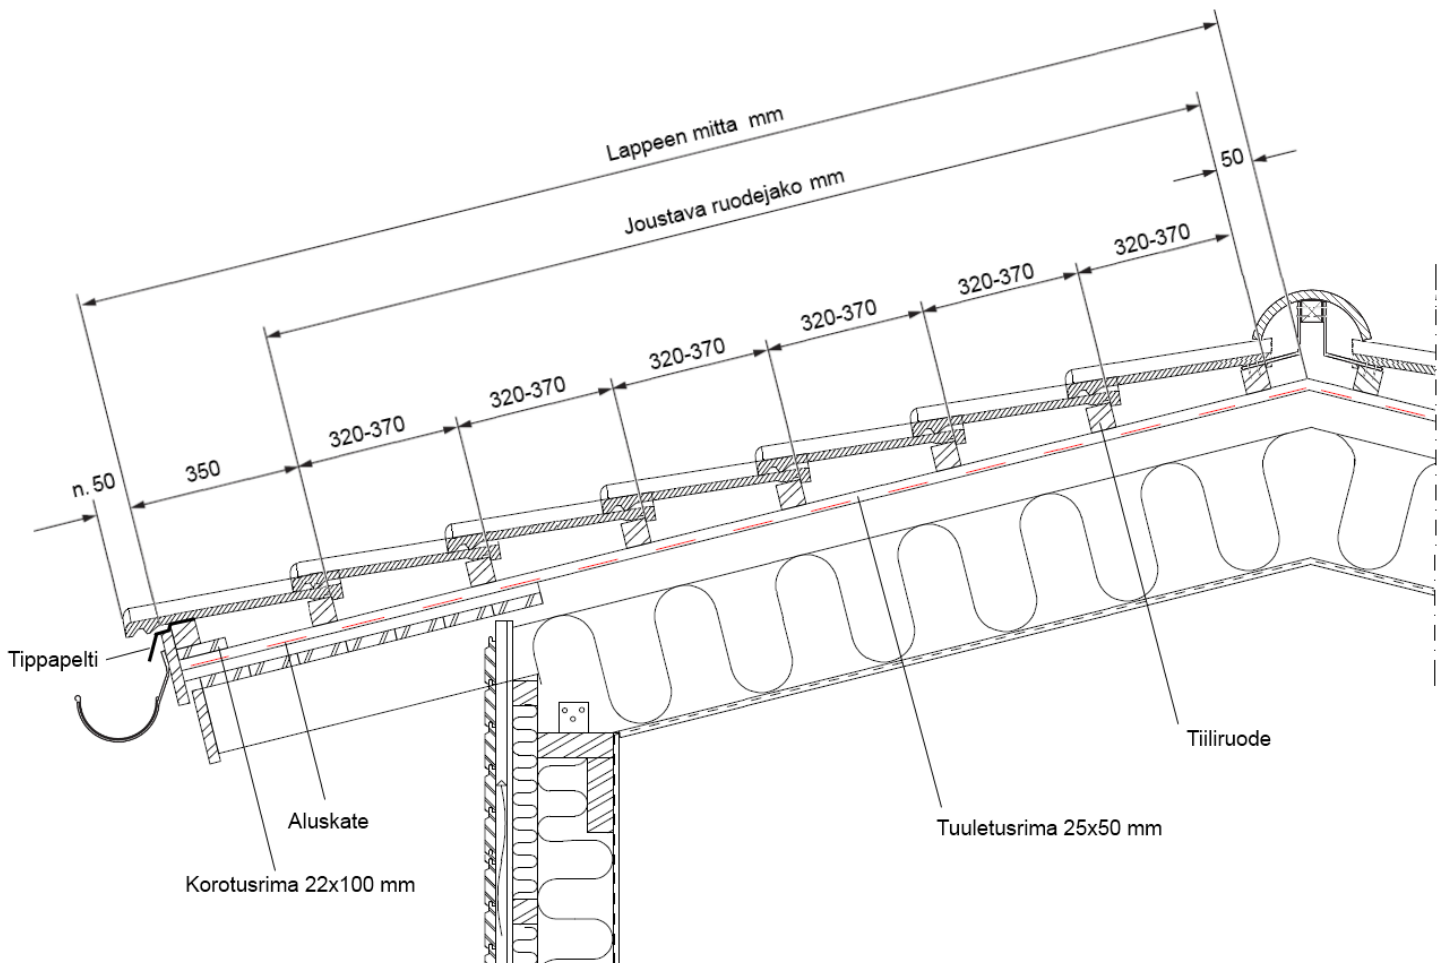 Lappeen mitta mm
Joustava ruodejako mm
50
320-370
320-370
320-370
320-370
320-370
320-370
350
n. 50
Tippapelti
Tiiliruode
Aluskate
Tuuletusrima 25x50 mm
Korotusrima 22x100 mm